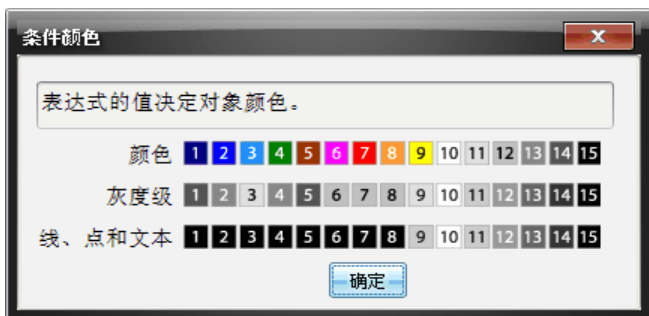 条件颜色
表达式的值决定对象颜色。
颜色 1 2 3 4 5 6 7 8 9 10 11 12 13 14 15
灰度级 1 2 3 4 5 6 7 8 9 10 11 12 13 14 15
线、点和文本 1 2 3 4 5 6 7 8 9 10 11 12 13 14 15
确定